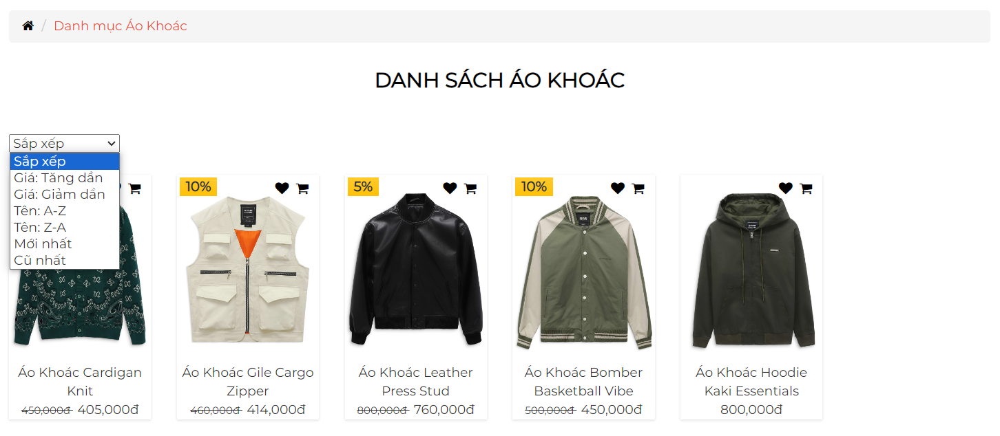 / Danh mục Áo Khoác
DANH SÁCH ÁO KHOÁC
Sắp xếp
Sắp xếp
Giá: Tăng dần
Giá: Giảm dần
Tên: A-Z
Tên: Z-A
Mới nhất
Cũ nhất
10%
5%
10%
Áo Khoác Cardigan
Knit
450,000đ 405,000đ
Áo Khoác Gile Cargo
Zipper
460,000đ 414,000đ
Áo Khoác Leather
Press Stud
800,000đ 760,000đ
Áo Khoác Bomber
Basketball Vibe
500,000đ 450,000đ
Áo Khoác Hoodie
Kaki Essentials
800,000đ